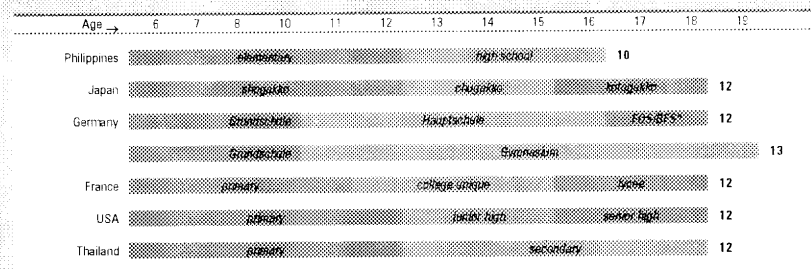 Age → 6 7 8 10 11 12 13 14 15 16 17 18 19
Philippines elementary high school 10
Japan shogakko chugakko kotogakko 12
Germany Grundschule Hauptschule FOS/BFS* 12
Grundschule Gymnasium 13
France primary college unique lycee 12
USA primary junior high senior high 12
Thailand primary secondary 12